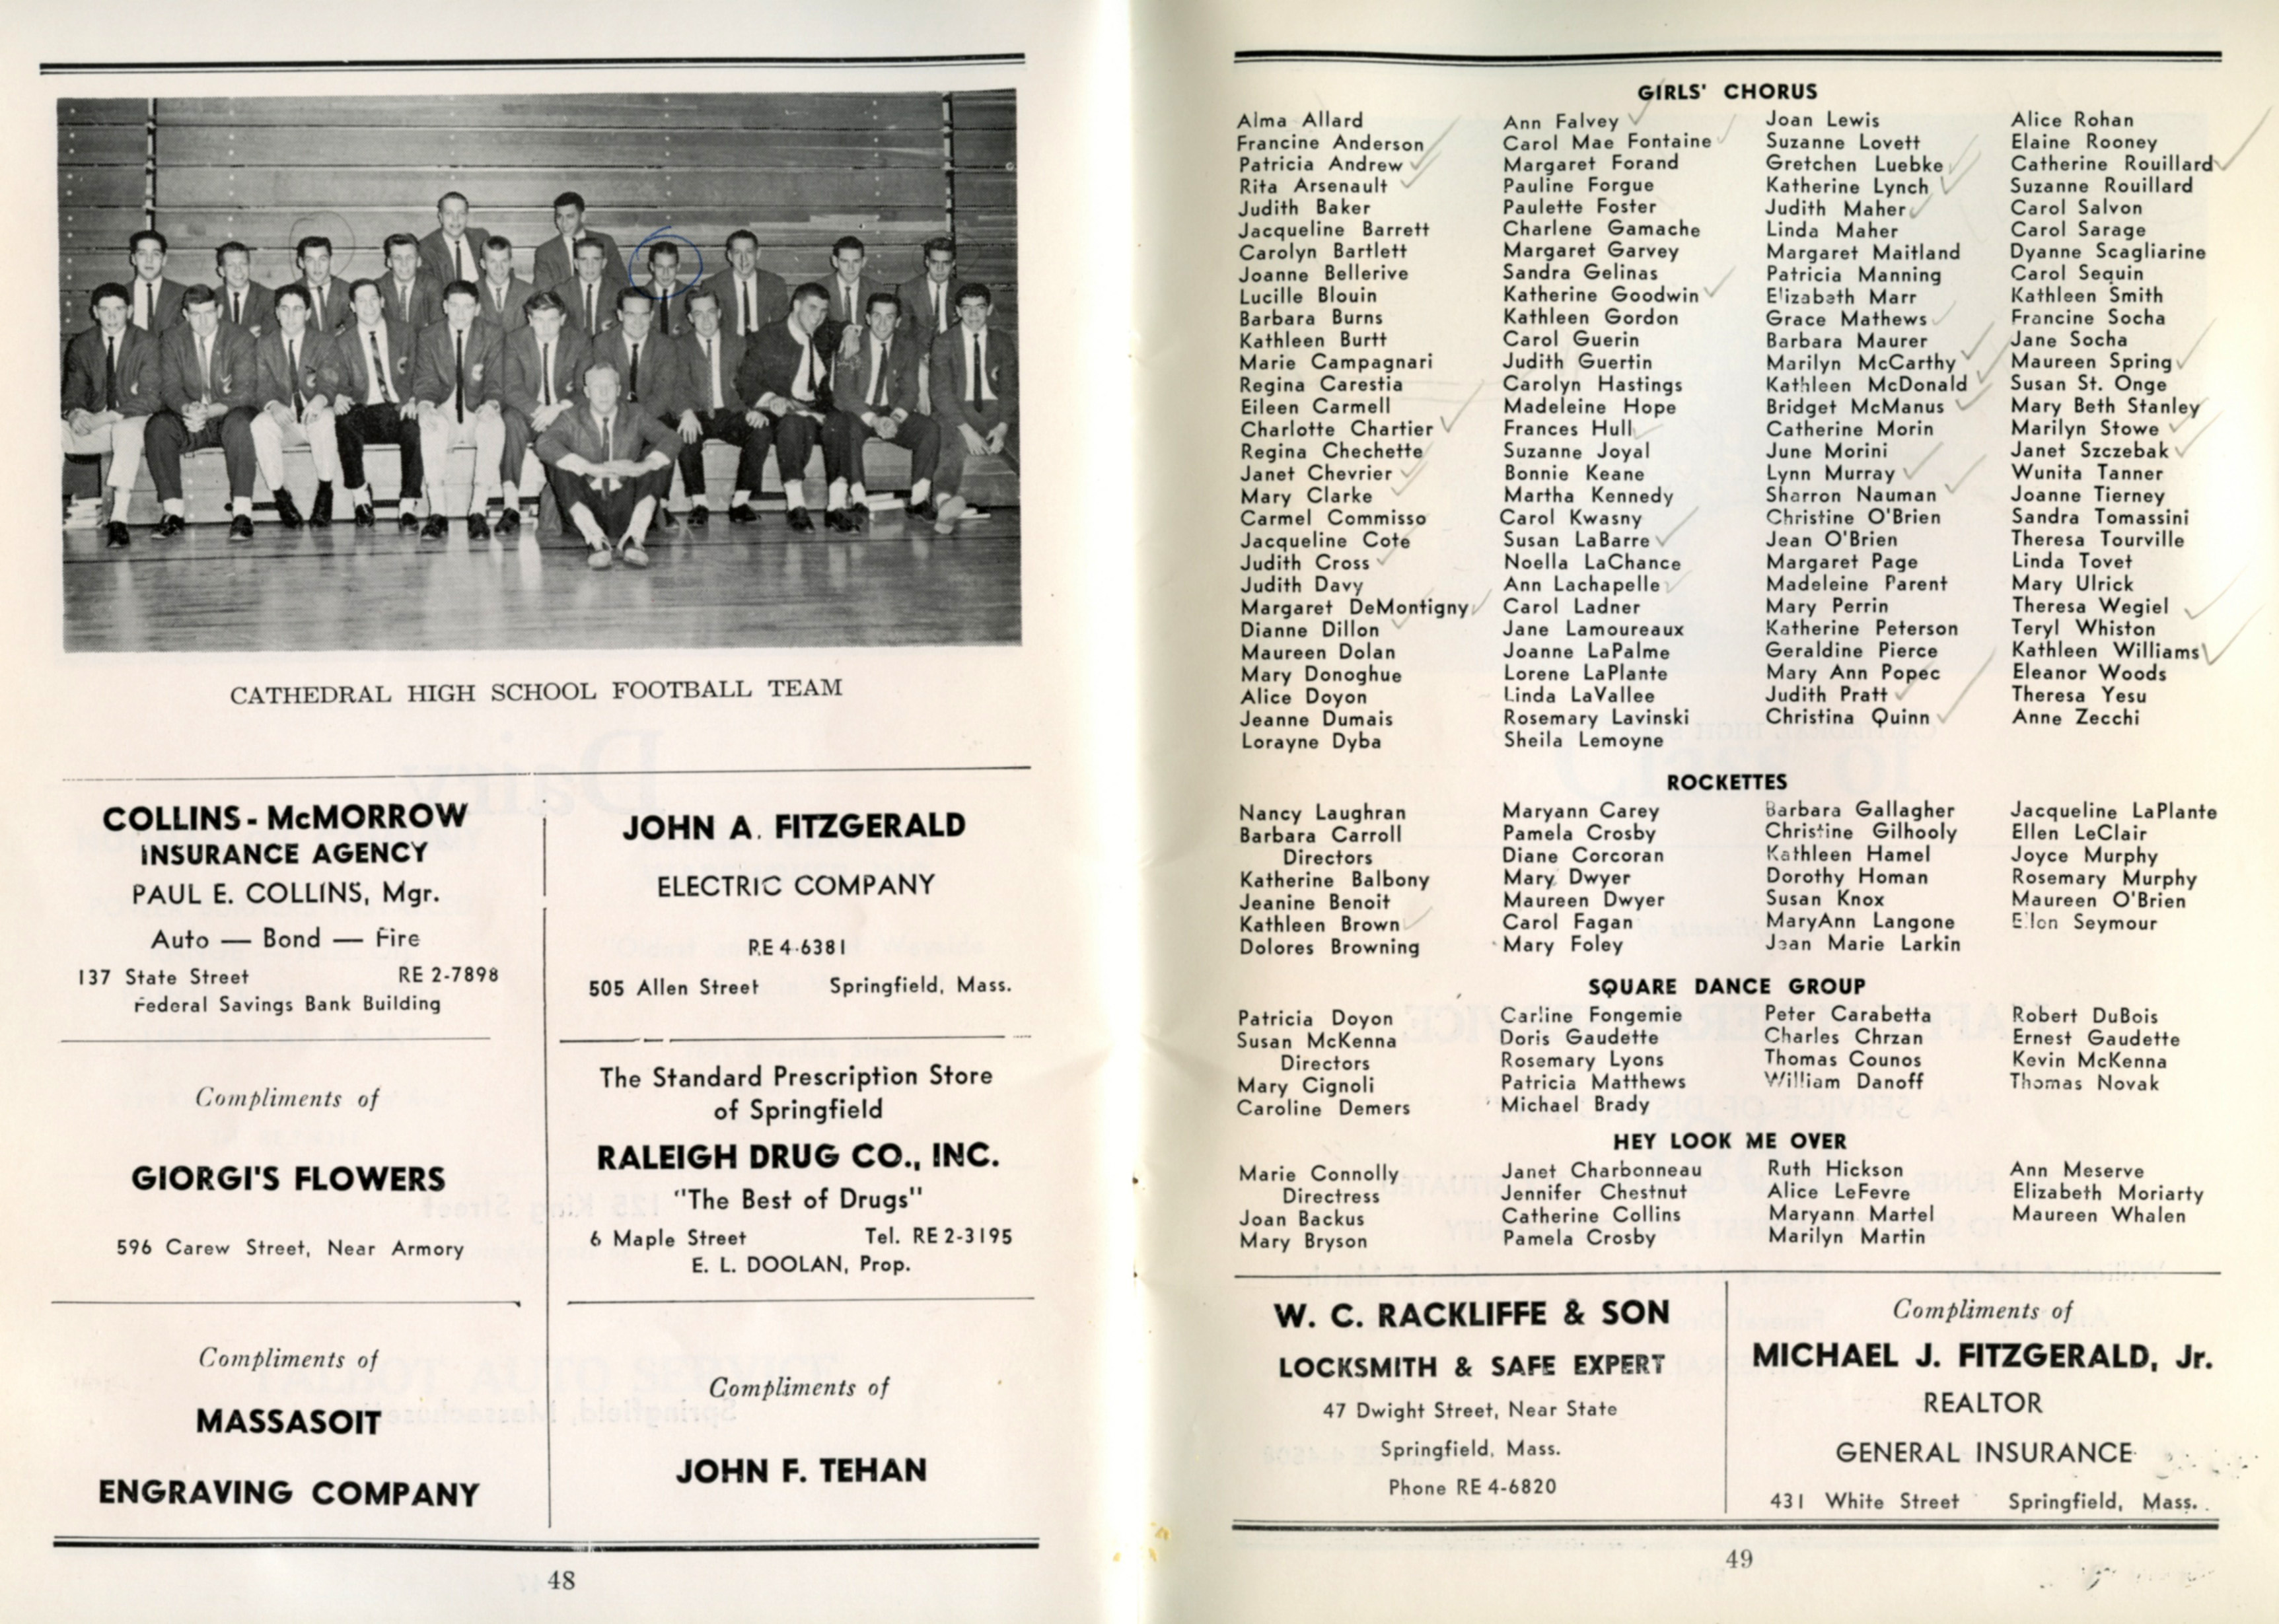 CATHEDRAL HIGH SCHOOL FOOTBALL TEAM
COLLINS - McMORROW
INSURANCE AGENCY
PAUL E. COLLINS, Mgr.
Auto — Bond — Fire
137 State Street RE 2-7898
Federal Savings Bank Building
JOHN A. FITZGERALD
ELECTRIC COMPANY
RE 4-6381
505 Allen Street Springfield, Mass.
Compliments of
GIORGI'S FLOWERS
596 Carew Street, Near Armory
The Standard Prescription Store
of Springfield
RALEIGH DRUG CO., INC.
"The Best of Drugs"
6 Maple Street Tel. RE 2-3195
E. L. DOOLAN, Prop.
Compliments of
MASSASOIT
ENGRAVING COMPANY
Compliments of
JOHN F. TEHAN
48
GIRLS' CHORUS
Alma Allard
Francine Anderson
Patricia Andrew
Rita Arsenault
Judith Baker
Jacqueline Barrett
Carolyn Bartlett
Joanne Bellerive
Lucille Blouin
Barbara Burns
Kathleen Burtt
Marie Campagnari
Regina Carestia
Eileen Carmell
Charlotte Chartier
Regina Chechette
Janet Chevrier
Mary Clarke
Carmel Commisso
Jacqueline Cote
Judith Cross
Judith Davy
Margaret DeMontigny
Dianne Dillon
Maureen Dolan
Mary Donoghue
Alice Doyon
Jeanne Dumais
Lorayne Dyba
Ann Falvey
Carol Mae Fontaine
Margaret Forand
Pauline Forgue
Paulette Foster
Charlene Gamache
Margaret Garvey
Sandra Gelinas
Katherine Goodwin
Kathleen Gordon
Carol Guerin
Judith Guertin
Carolyn Hastings
Madeleine Hope
Frances Hull
Suzanne Joyal
Bonnie Keane
Martha Kennedy
Carol Kwasny
Susan LaBarre
Noella LaChance
Ann Lachapelle
Carol Ladner
Jane Lamoureaux
Joanne LaPalme
Lorene LaPlante
Linda LaVallee
Rosemary Lavinski
Sheila Lemoyne
Joan Lewis
Suzanne Lovett
Gretchen Luebke
Katherine Lynch
Judith Maher
Linda Maher
Margaret Maitland
Patricia Manning
Elizabeth Marr
Grace Mathews
Barbara Maurer
Marilyn McCarthy
Kathleen McDonald
Bridget McManus
Catherine Morin
June Morini
Lynn Murray
Sharron Nauman
Christine O'Brien
Jean O'Brien
Margaret Page
Madeleine Parent
Mary Perrin
Katherine Peterson
Geraldine Pierce
Mary Ann Popec
Judith Pratt
Christina Quinn
Alice Rohan
Elaine Rooney
Catherine Rouillard
Suzanne Rouillard
Carol Salvon
Carol Sarage
Dyanne Scagliarine
Carol Sequin
Kathleen Smith
Francine Socha
Jane Socha
Maureen Spring
Susan St. Onge
Mary Beth Stanley
Marilyn Stowe
Janet Szczebak
Wunita Tanner
Joanne Tierney
Sandra Tomassini
Theresa Tourville
Linda Tovet
Mary Ulrick
Theresa Wegiel
Teryl Whiston
Kathleen Williams
Eleanor Woods
Theresa Yesu
Anne Zecchi
ROCKETTES
Nancy Laughran
Barbara Carroll
Directors
Katherine Balbony
Jeanine Benoit
Kathleen Brown
Dolores Browning
Maryann Carey
Pamela Crosby
Diane Corcoran
Mary Dwyer
Maureen Dwyer
Carol Fagan
Mary Foley
Barbara Gallagher
Christine Gilhooly
Kathleen Hamel
Dorothy Homan
Susan Knox
MaryAnn Langone
Jean Marie Larkin
Jacqueline LaPlante
Ellen LeClair
Joyce Murphy
Rosemary Murphy
Maureen O'Brien
Ellen Seymour
SQUARE DANCE GROUP
Patricia Doyon
Susan McKenna
Directors
Mary Cignoli
Caroline Demers
Carline Fongemie
Doris Gaudette
Rosemary Lyons
Patricia Matthews
Michael Brady
Peter Carabetta
Charles Chrzan
Thomas Counos
William Danoff
Robert DuBois
Ernest Gaudette
Kevin McKenna
Thomas Novak
HEY LOOK ME OVER
Marie Connolly
Directress
Joan Backus
Mary Bryson
Janet Charbonneau
Jennifer Chestnut
Catherine Collins
Pamela Crosby
Ruth Hickson
Alice LeFevre
Maryann Martel
Marilyn Martin
Ann Meserve
Elizabeth Moriarty
Maureen Whalen
W. C. RACKLIFFE & SON
LOCKSMITH & SAFE EXPERT
47 Dwight Street, Near State
Springfield, Mass.
Phone RE 4-6820
Compliments of
MICHAEL J. FITZGERALD, Jr.
REALTOR
GENERAL INSURANCE
431 White Street Springfield, Mass.
49